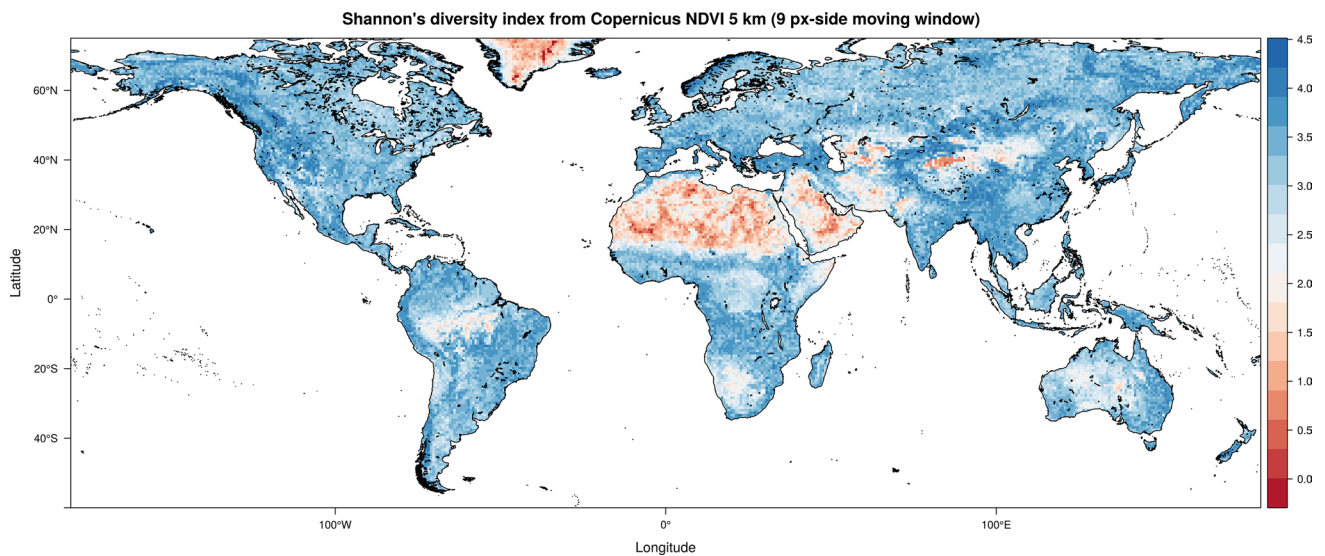 Shannon's diversity index from Copernicus NDVI 5 km (9 px-side moving window)
4.5
4.0
3.5
3.0
2.5
2.0
1.5
1.0
0.5
0.0
60°N
40°N
20°N
0°
20°S
40°S
Latitude
100°W
0°
100°E
Longitude